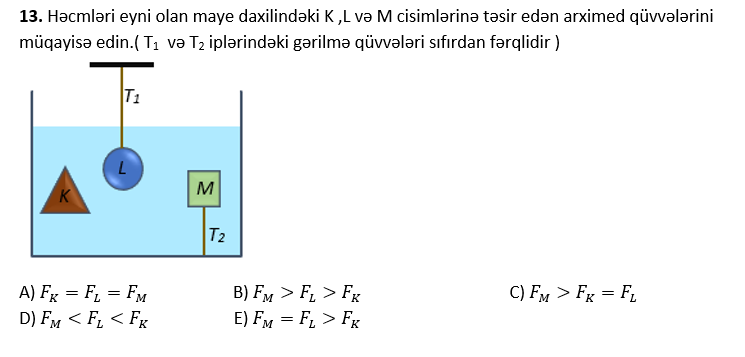 13. Həcmləri eyni olan maye daxilindəki K ,L və M cisimlərinə təsir edən arximed qüvvələrini
müqayisə edin.( T₁ və T₂ iplərindəki gərilmə qüvvələri sıfırdan fərqlidir )
T1
L
K
M
T2
A) F_K = F_L = F_M B) F_M > F_L > F_K C) F_M > F_K = F_L
D) F_M < F_L < F_K E) F_M = F_L > F_K